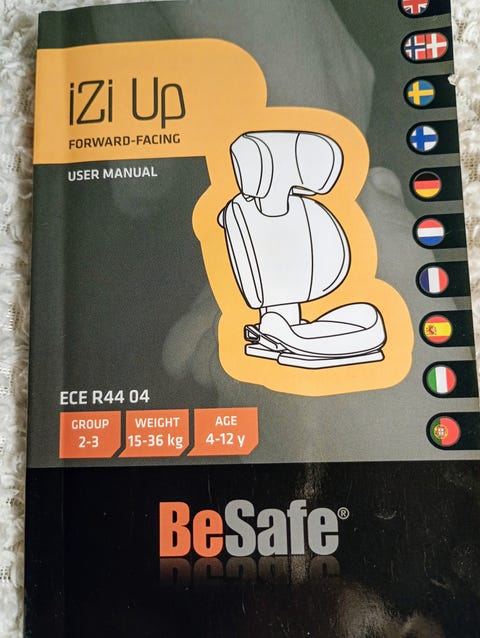 iZi Up
FORWARD-FACING
USER MANUAL
ECE R44 04
GROUP
2-3
WEIGHT
15-36 kg
AGE
4-12 y
BeSafe®